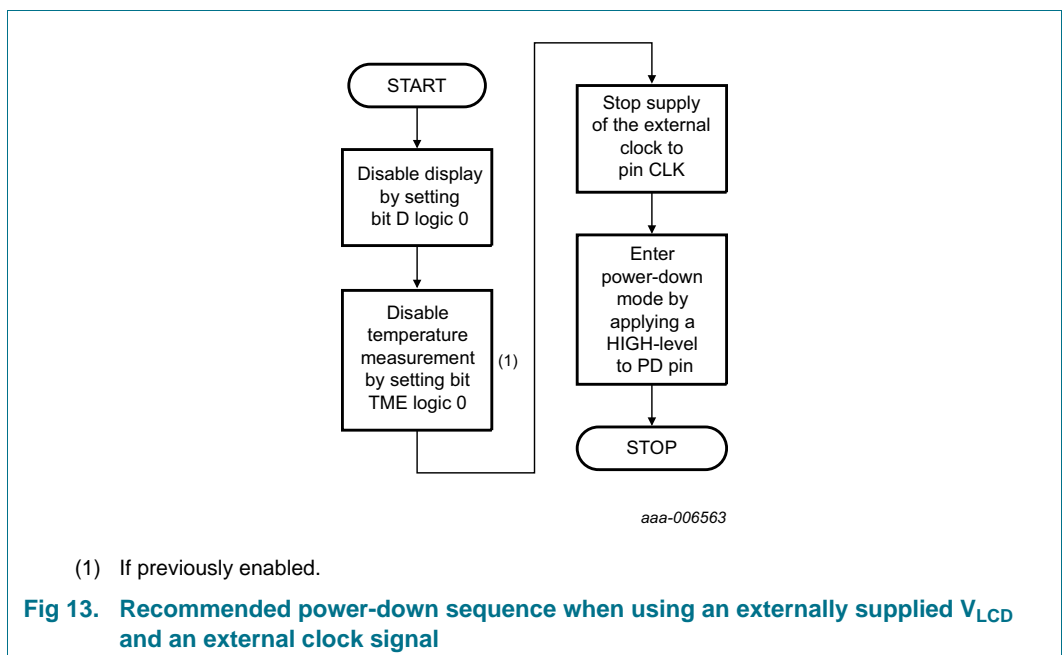 START
Disable display
by setting
bit D logic 0
Disable
temperature
measurement
by setting bit
TME logic 0
(1)
Stop supply
of the external
clock to
pin CLK
Enter
power-down
mode by
applying a
HIGH-level
to PD pin
STOP
aaa-006563
(1) If previously enabled.
Fig 13. Recommended power-down sequence when using an externally supplied VLCD
and an external clock signal